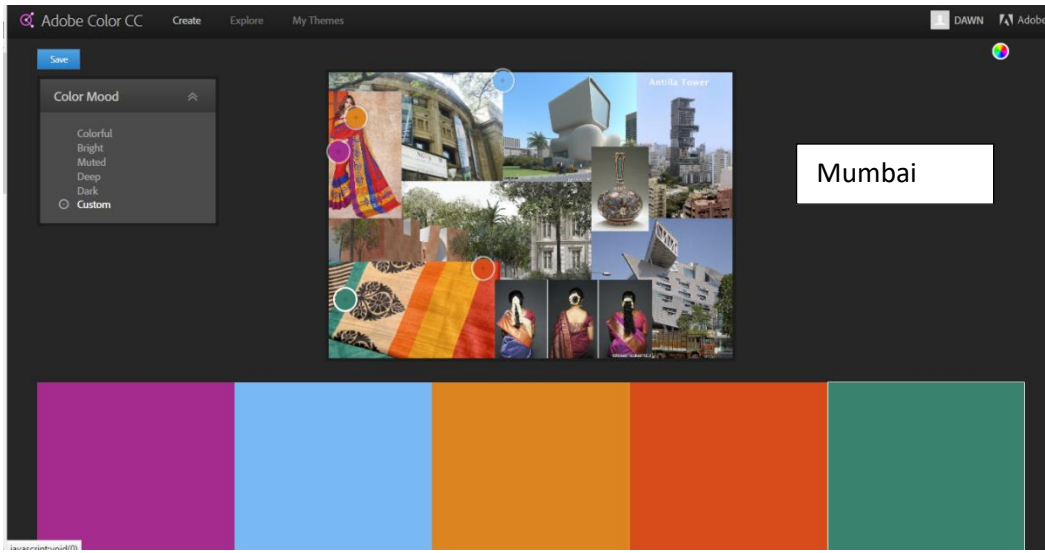 Adobe Color CC
Create
Explore
My Themes
DAWN
Adobe
Save
Color Mood
Colorful
Bright
Muted
Deep
Dark
Custom
Antilla Tower
Mumbai
javascript:void(0)